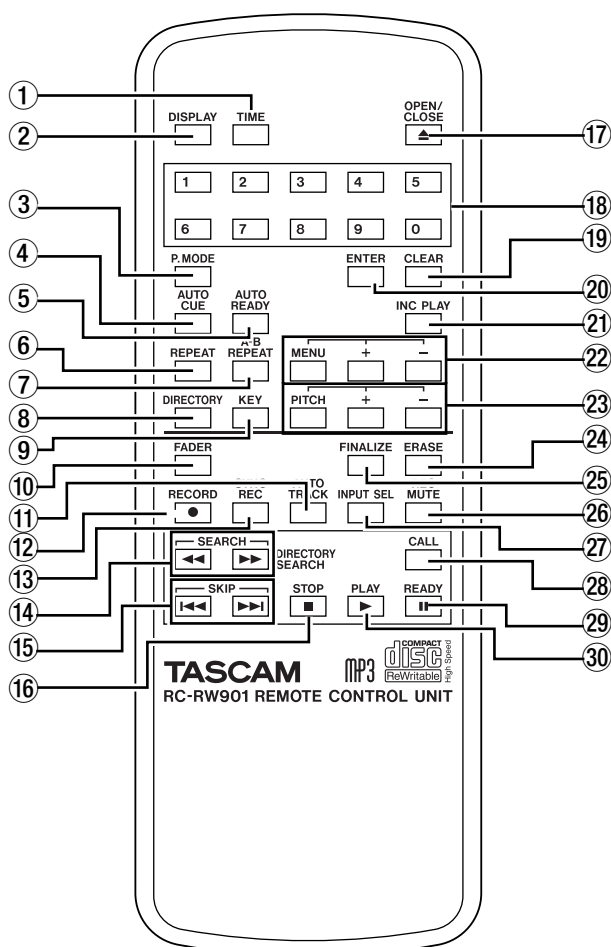 1
2
DISPLAY TIME
OPEN/
CLOSE
17
1 2 3 4 5
18
3
6 7 8 9 0
19
4
P.MODE ENTER CLEAR
20
5
AUTO
CUE
AUTO
READY
INC PLAY
21
6
REPEAT
A-B
REPEAT
MENU + −
22
7
8
DIRECTORY KEY PITCH + −
23
9
24
10
FADER FINALIZE ERASE
25
11
RECORD
REC
TRACK
INPUT SEL
MUTE
26
12
27
13
SEARCH
DIRECTORY
SEARCH
CALL
28
14
SKIP STOP PLAY READY
29
15
30
16
TASCAM MP3 COMPACT
disc
ReWritable
High Speed
RC-RW901 REMOTE CONTROL UNIT